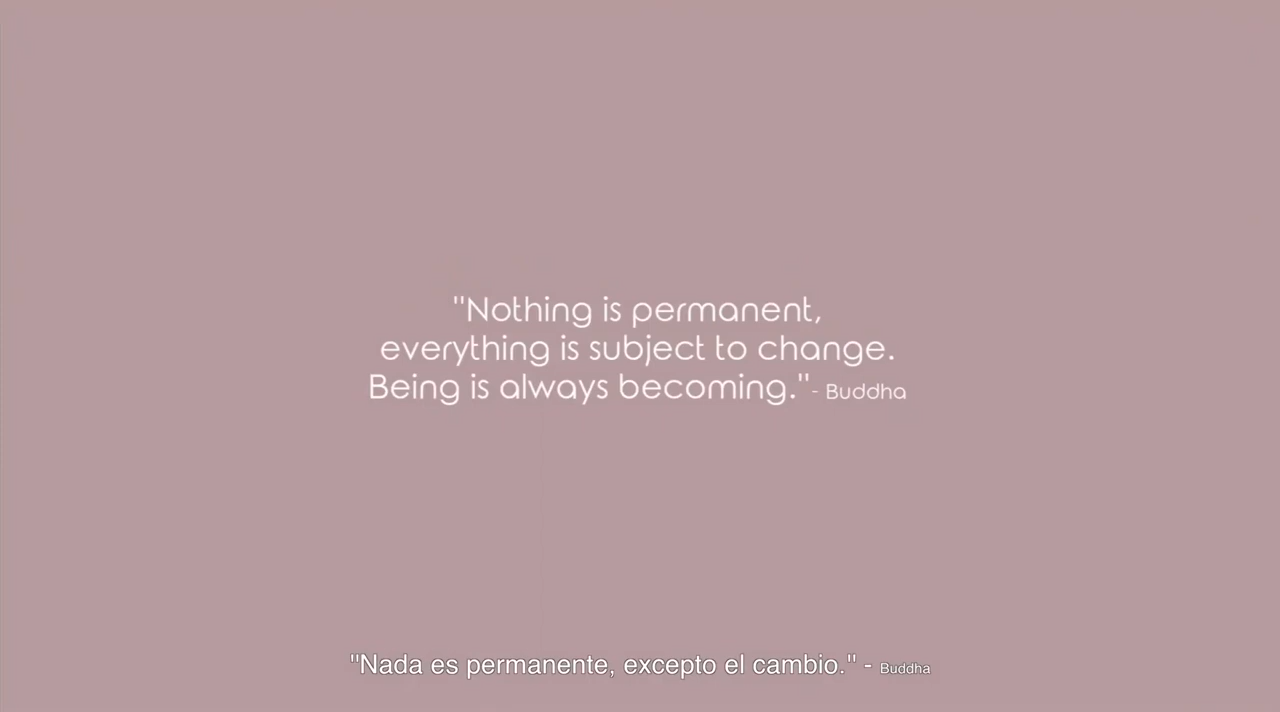 "Nothing is permanent,
everything is subject to change.
Being is always becoming." - Buddha
"Nada es permanente, excepto el cambio." - Buddha